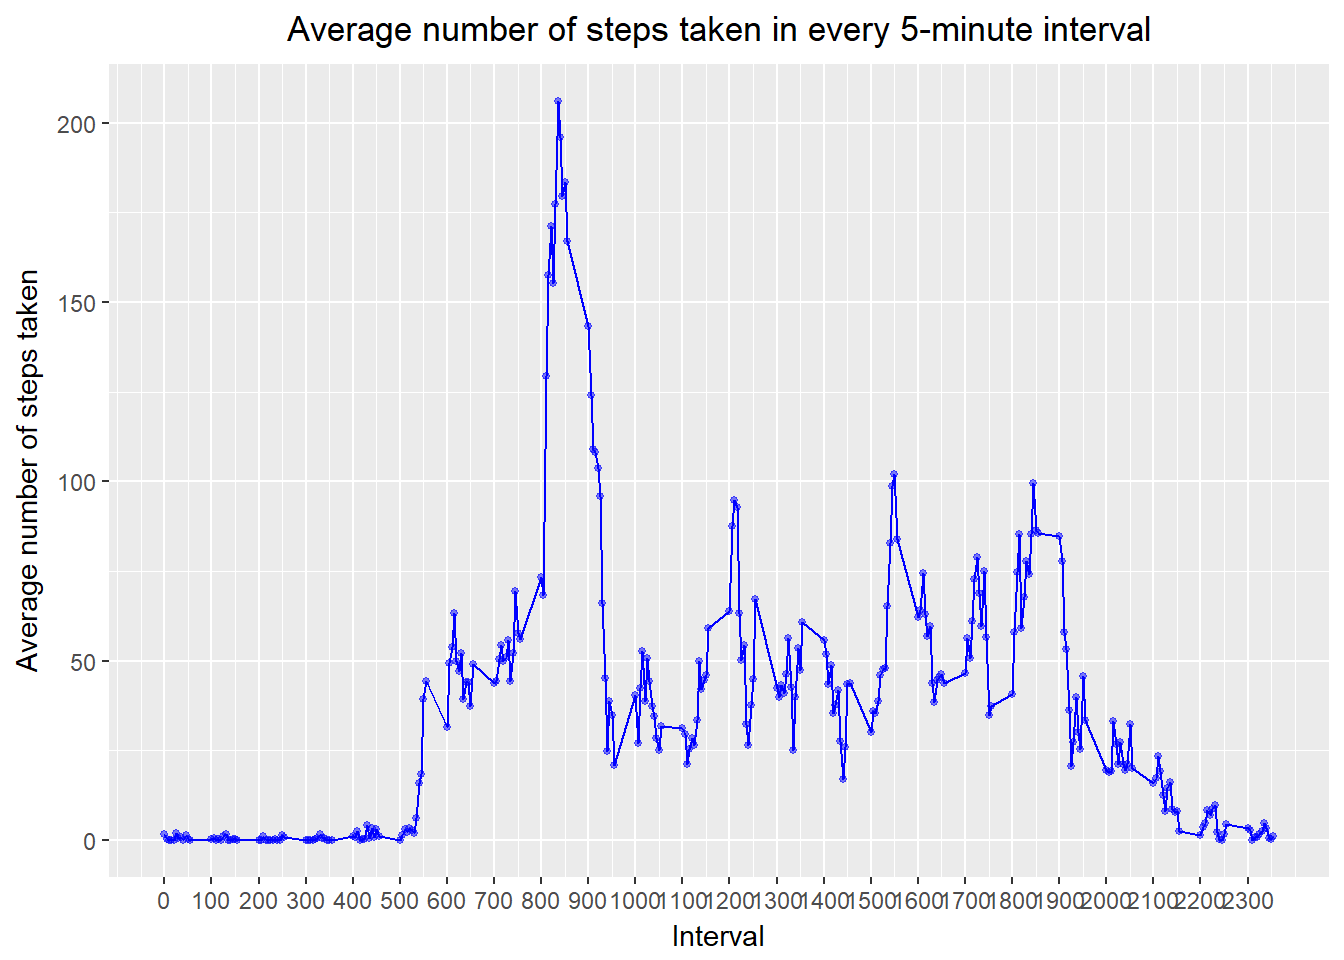 Average number of steps taken in every 5-minute interval
Average number of steps taken
200
150
100
50
0
0 100 200 300 400 500 600 700 800 900 1000 1100 1200 1300 1400 1500 1600 1700 1800 1900 2000 2100 2200 2300
Interval